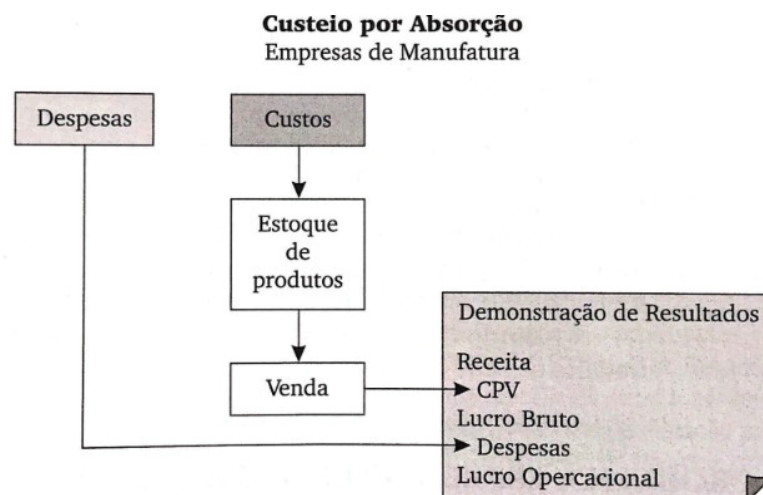 Custeio por Absorção
Empresas de Manufatura
Despesas
Custos
Estoque
de
produtos
Venda
Demonstração de Resultados
Receita
CPV
Lucro Bruto
Despesas
Lucro Opercacional